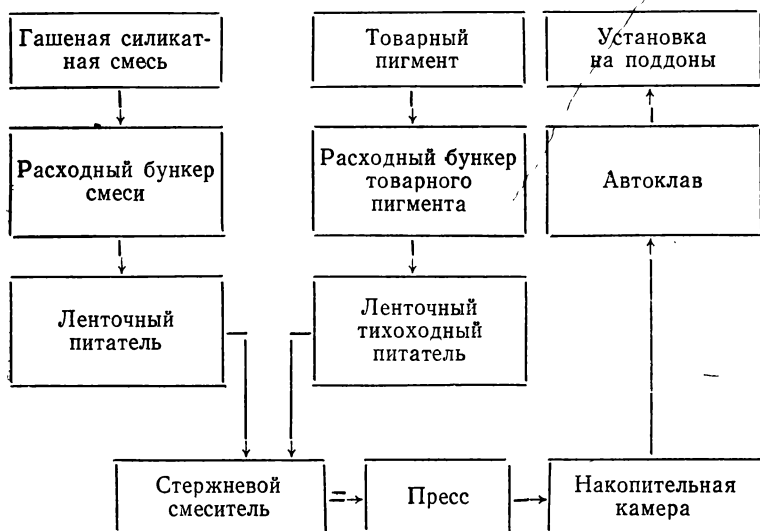 Гашеная силикат-
ная смесь
Товарный
пигмент
Установка
на поддоны
Расходный бункер
смеси
Расходный бункер
товарного
пигмента
Автоклав
Ленточный
питатель
Ленточный
тихоходный
питатель
Стержневой
смеситель
Пресс
Накопительная
камера